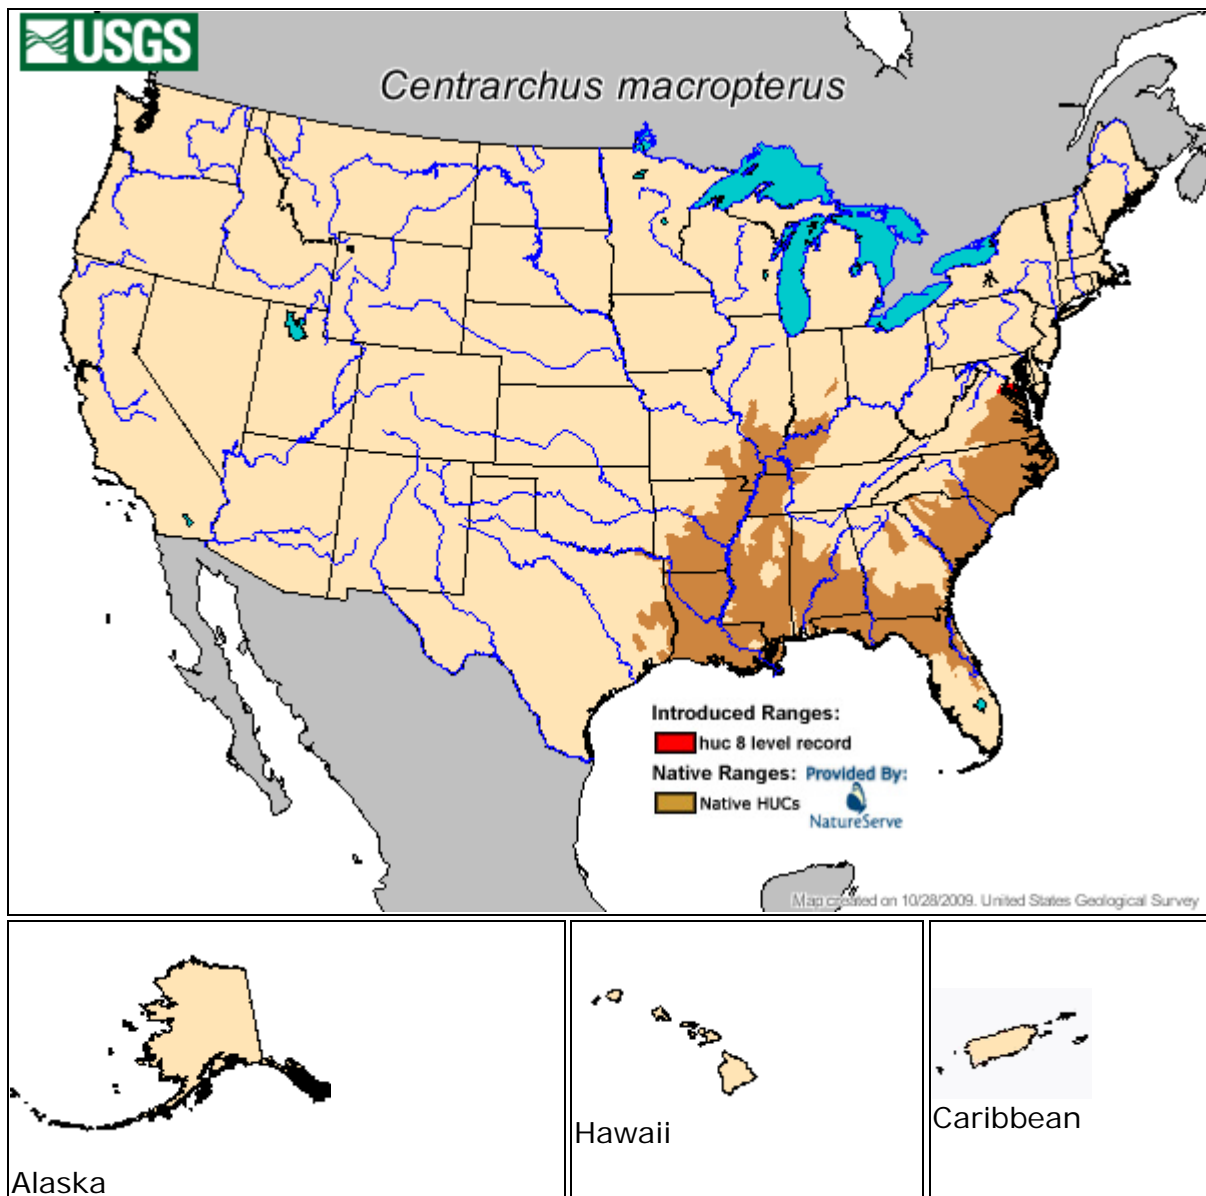 USGS
Centrarchus macropterus
Introduced Ranges:
huc 8 level record
Native Ranges: Provided By:
Native HUCs
NatureServe
Map created on 10/28/2009. United States Geological Survey
Alaska
Hawaii
Caribbean